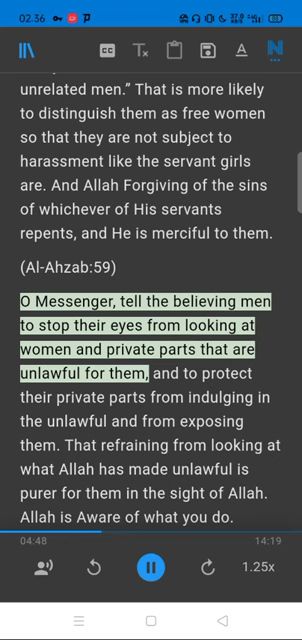 02.36
unrelated men.” That is more likely
to distinguish them as free women
so that they are not subject to
harassment like the servant girls
are. And Allah Forgiving of the sins
of whichever of His servants
repents, and He is merciful to them.
(Al-Ahzab:59)
O Messenger, tell the believing men
to stop their eyes from looking at
women and private parts that are
unlawful for them, and to protect
their private parts from indulging in
the unlawful and from exposing
them. That refraining from looking at
what Allah has made unlawful is
purer for them in the sight of Allah.
Allah is Aware of what you do.
04:48 14:19
1.25x